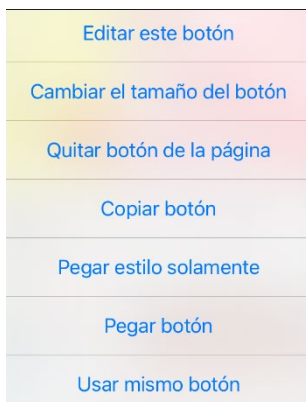 Editar este botón
Cambiar el tamaño del botón
Quitar botón de la página
Copiar botón
Pegar estilo solamente
Pegar botón
Usar mismo botón